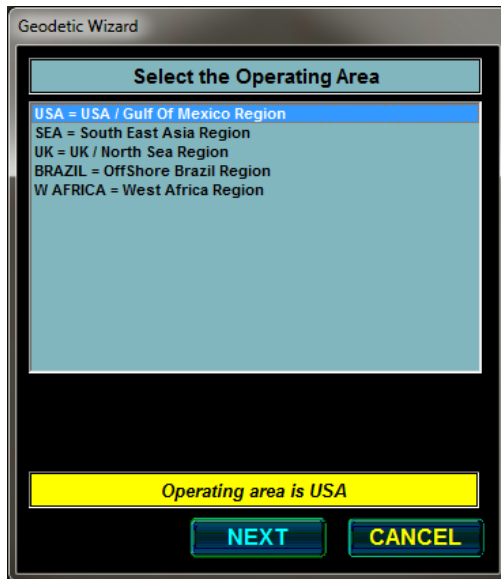 Geodetic Wizard
Select the Operating Area
USA = USA / Gulf Of Mexico Region
SEA = South East Asia Region
UK = UK / North Sea Region
BRAZIL = OffShore Brazil Region
W AFRICA = West Africa Region
Operating area is USA
NEXT CANCEL